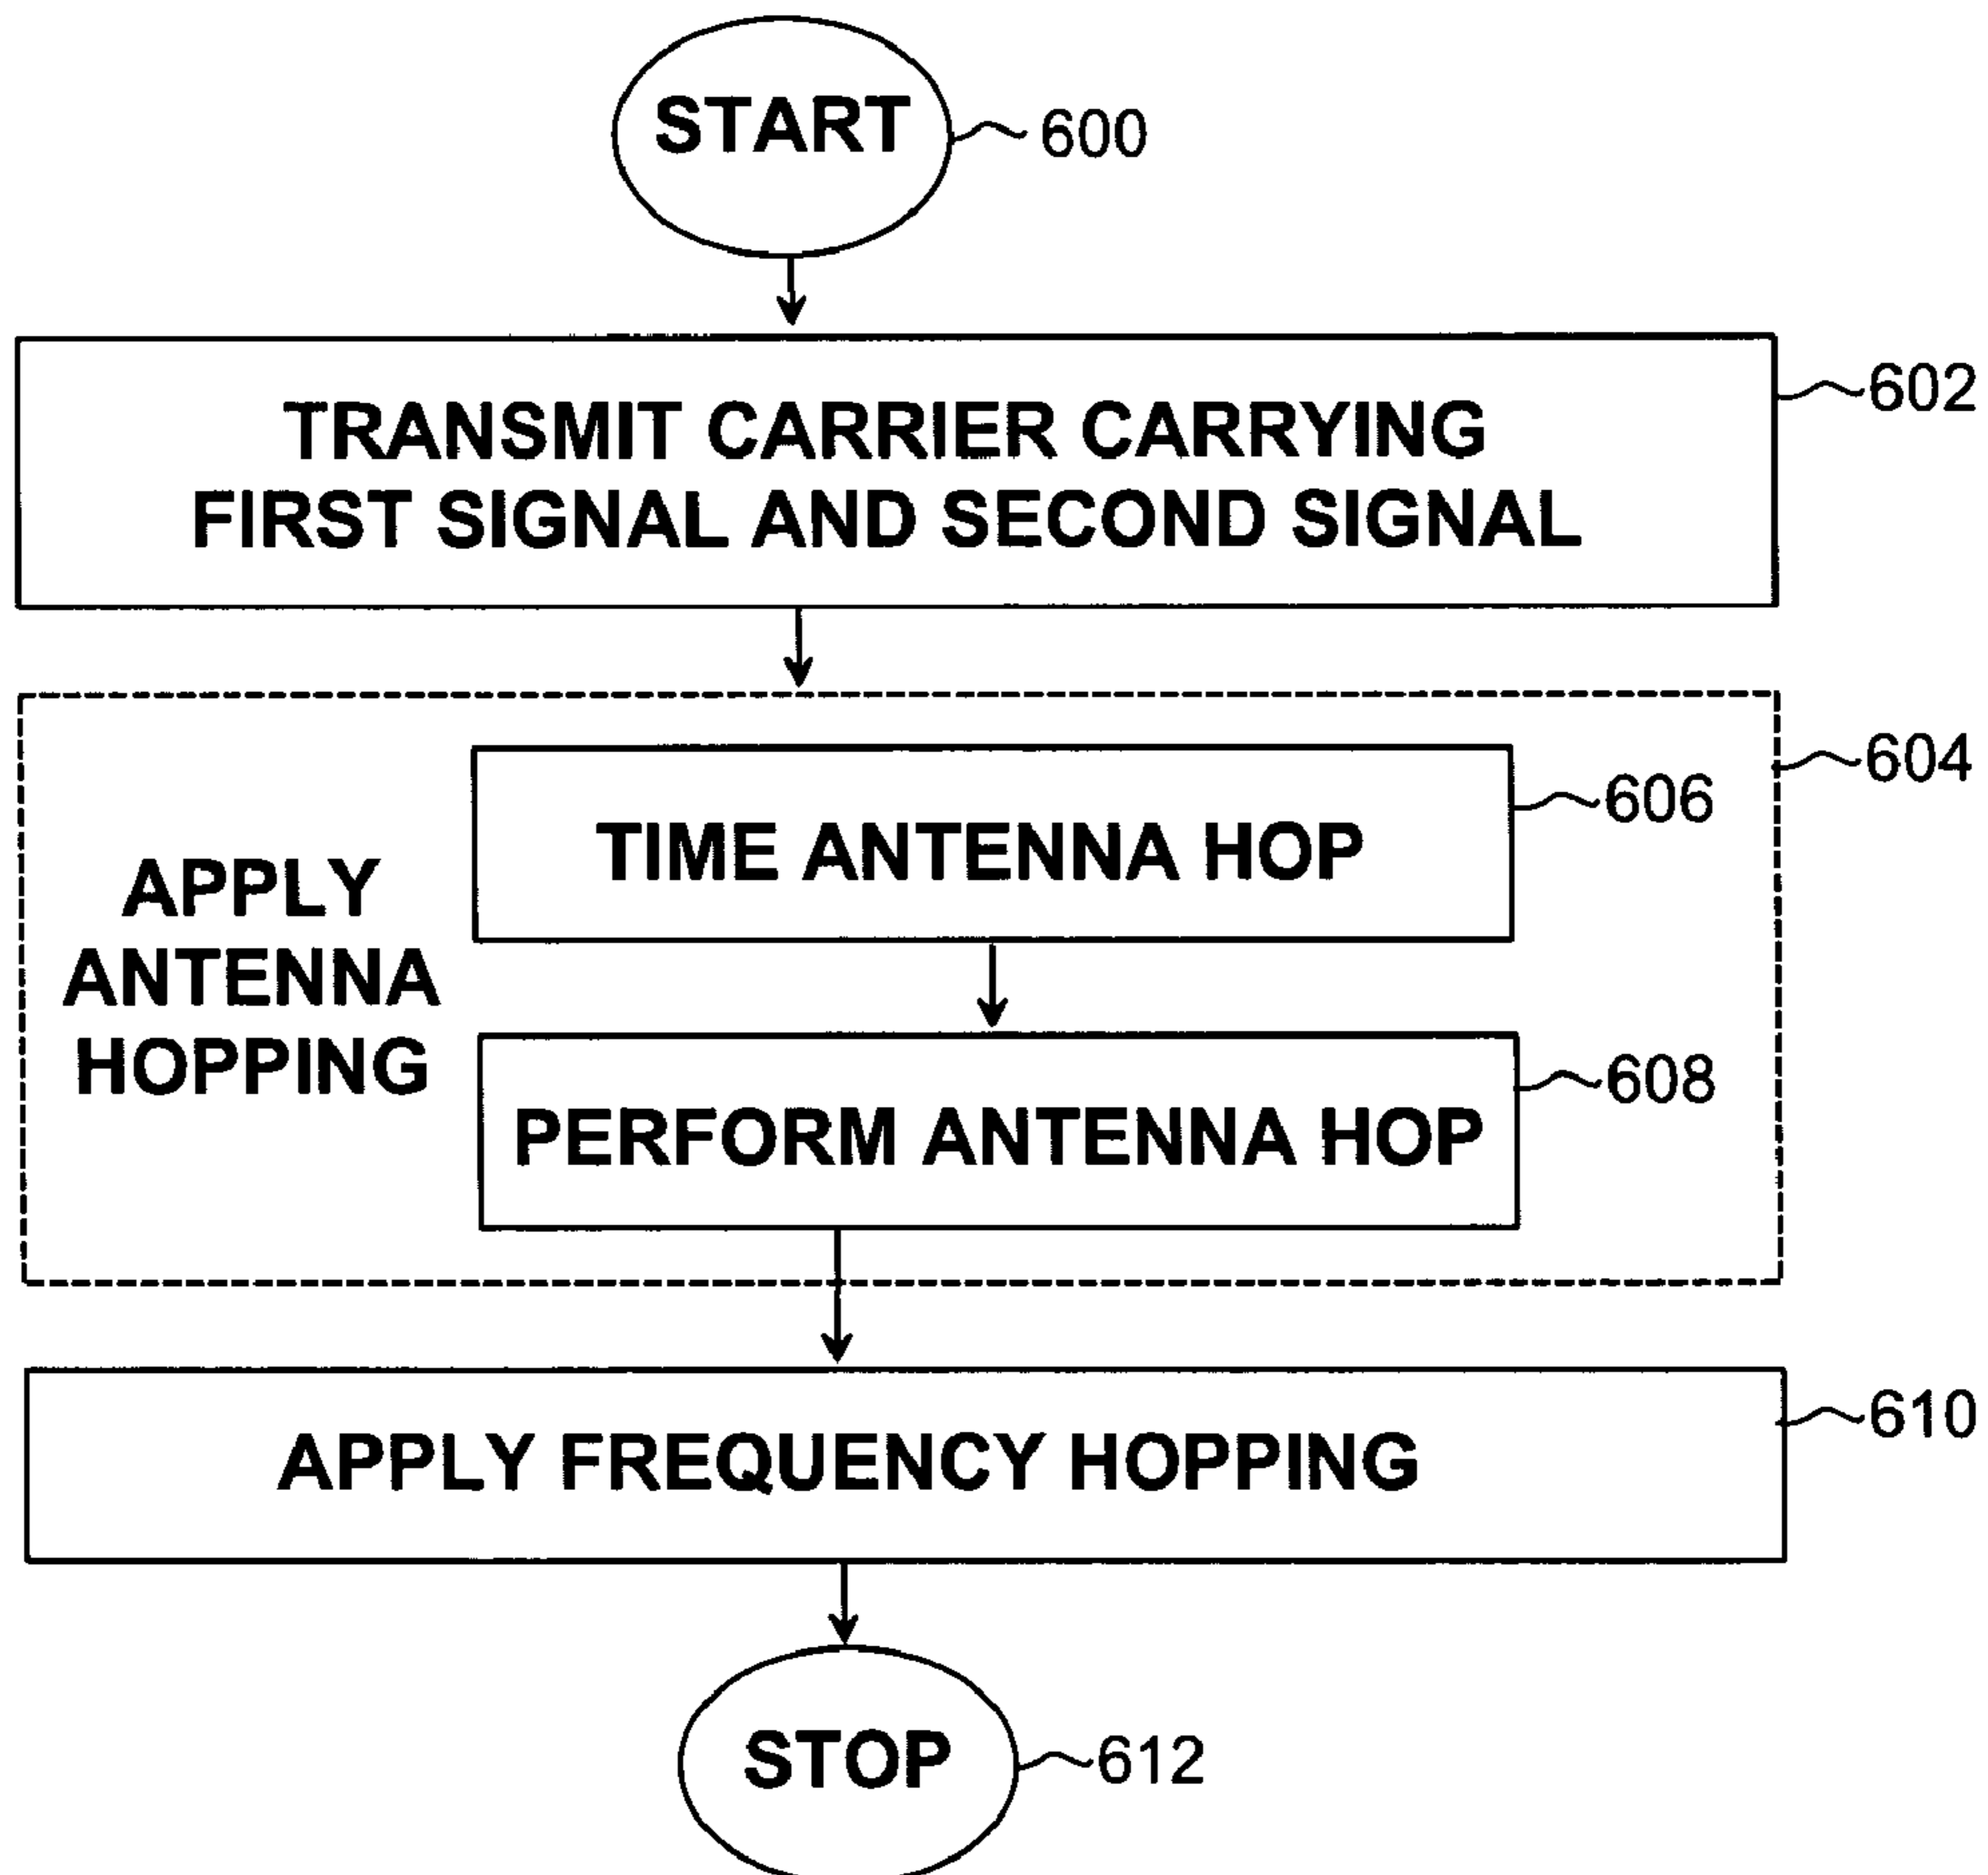 START
600
TRANSMIT CARRIER CARRYING
FIRST SIGNAL AND SECOND SIGNAL
602
604
TIME ANTENNA HOP
606
APPLY
ANTENNA
HOPPING
PERFORM ANTENNA HOP
608
APPLY FREQUENCY HOPPING
610
STOP
612